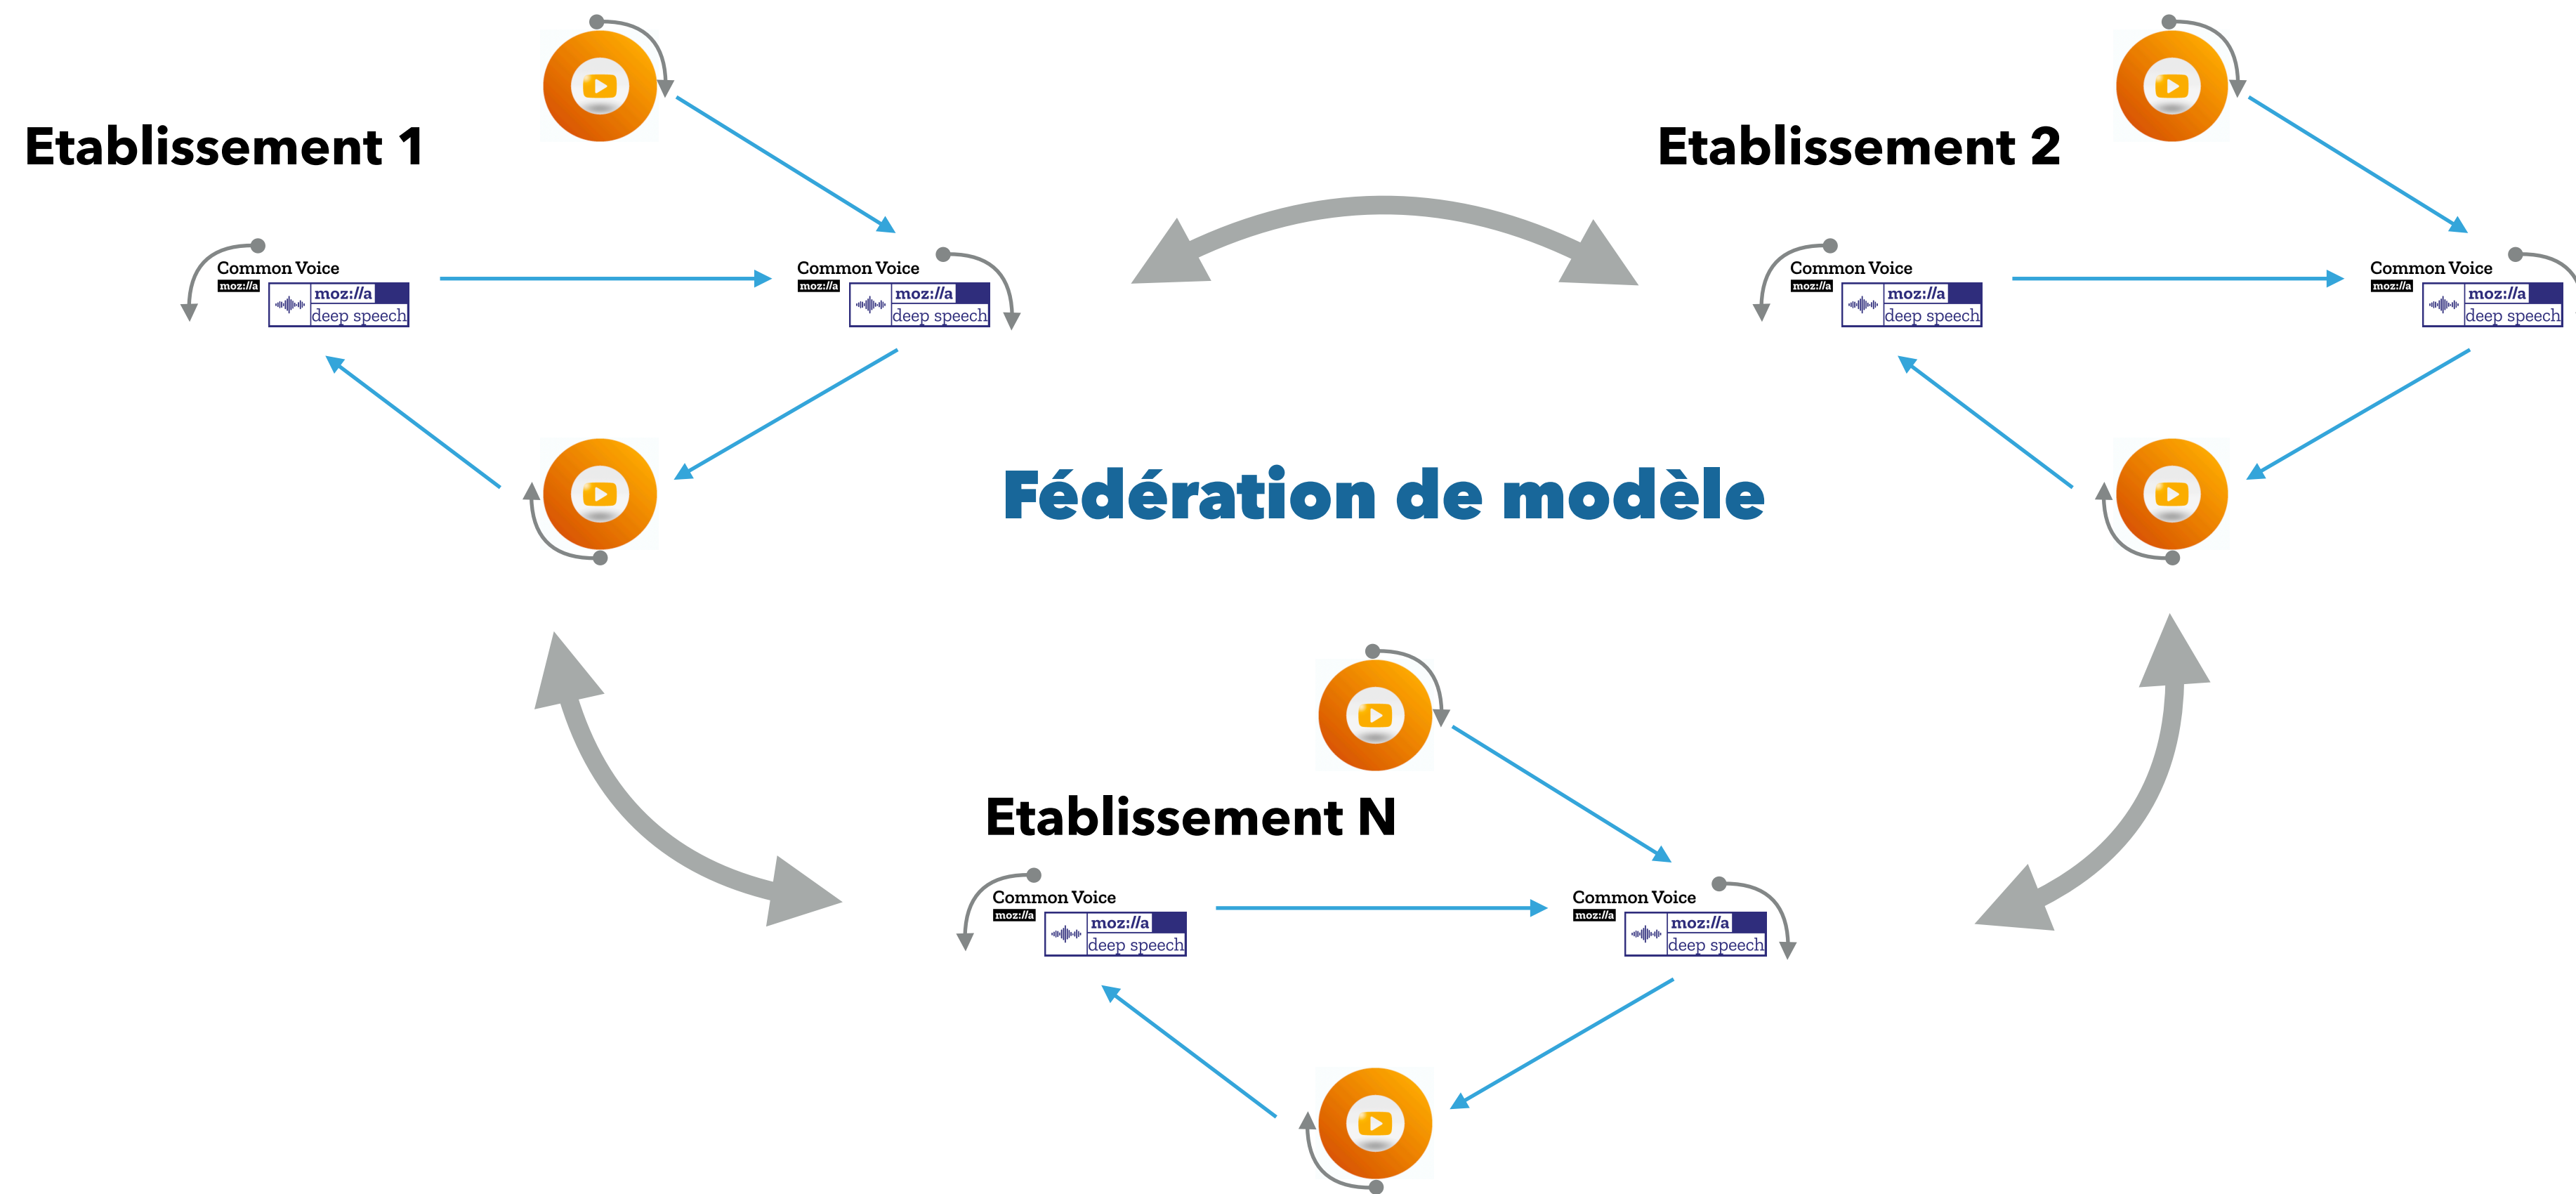 Etablissement 1
Common Voice
moz://a
moz://a
deep speech
Common Voice
moz://a
moz://a
deep speech
Etablissement 2
Common Voice
moz://a
moz://a
deep speech
Common Voice
moz://a
moz://a
deep speech
Fédération de modèle
Etablissement N
Common Voice
moz://a
moz://a
deep speech
Common Voice
moz://a
moz://a
deep speech